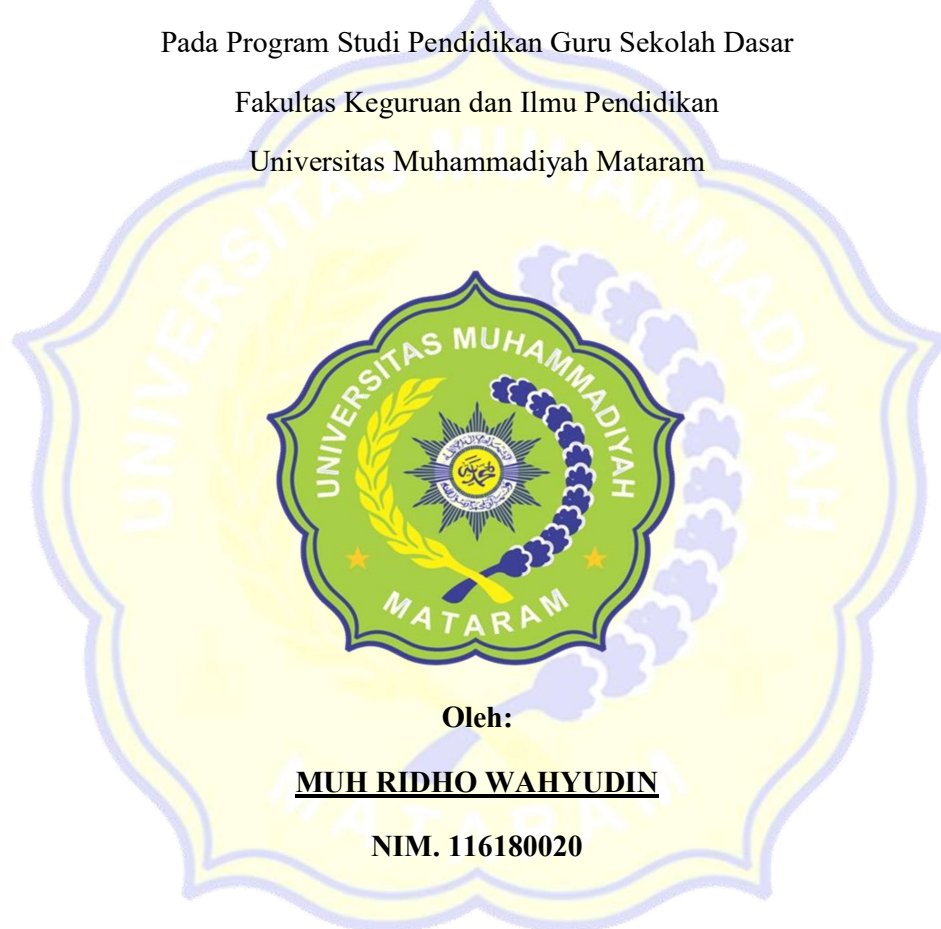 Pada Program Studi Pendidikan Guru Sekolah Dasar
Fakultas Keguruan dan Ilmu Pendidikan
Universitas Muhammadiyah Mataram
UNIVERSITAS MUHAMMADIYAH
MATARAM
Oleh:
MUH RIDHO WAHYUDIN
NIM. 116180020